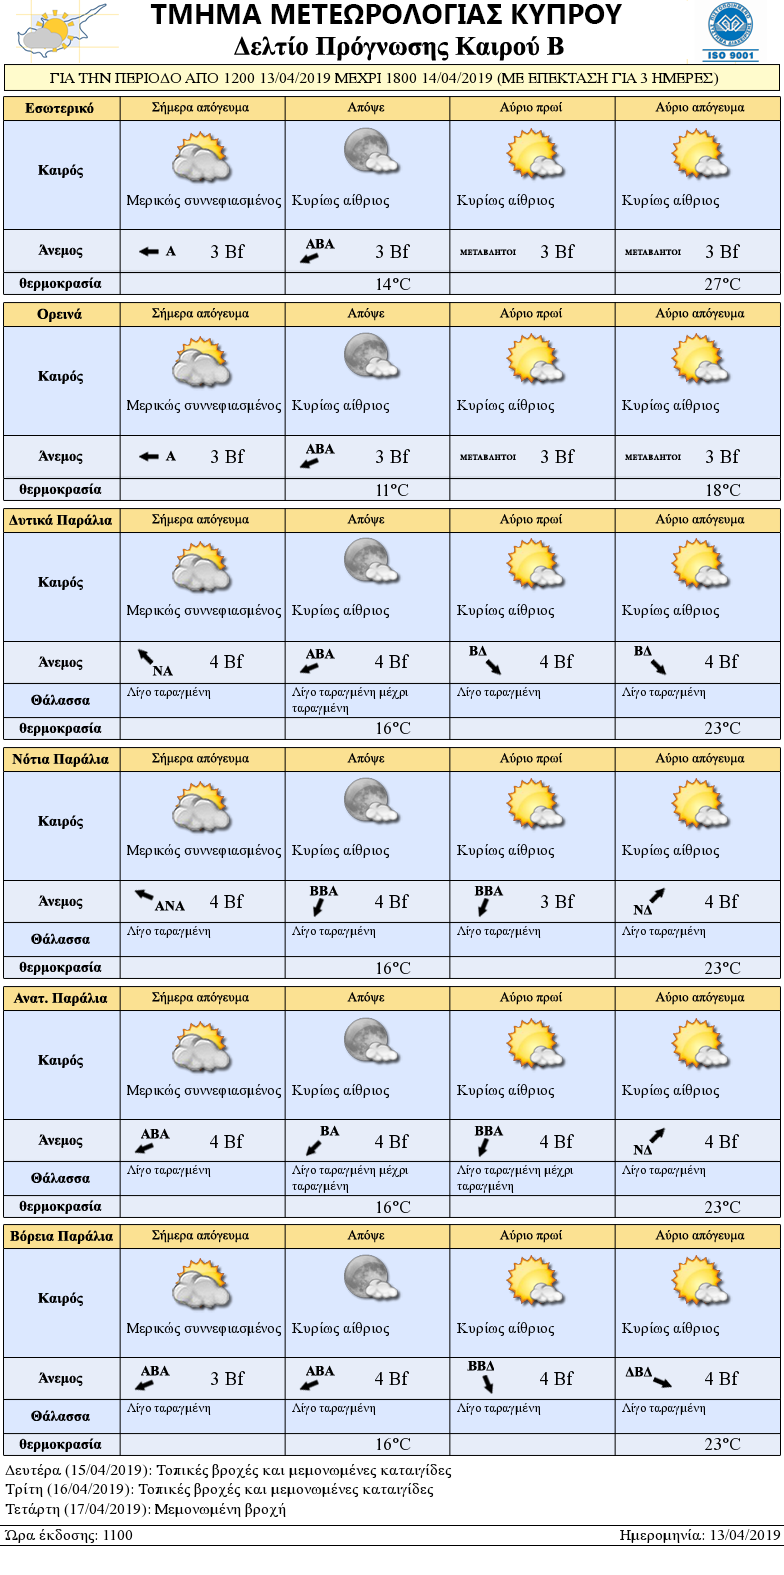 ΤΜΗΜΑ ΜΕΤΕΩΡΟΛΟΓΙΑΣ ΚΥΠΡΟΥ
Δελτίο Πρόγνωσης Καιρού Β
ISO 9001
ΓΙΑ ΤΗΝ ΠΕΡΙΟΔΟ ΑΠΟ 1200 13/04/2019 ΜΕΧΡΙ 1800 14/04/2019 (ΜΕ ΕΠΕΚΤΑΣΗ ΓΙΑ 3 ΗΜΕΡΕΣ)
Εσωτερικό Σήμερα απόγευμα Απόψε Αύριο πρωί Αύριο απόγευμα
Καιρός
Μερικώς συννεφιασμένος Κυρίως αίθριος Κυρίως αίθριος Κυρίως αίθριος
Άνεμος Α 3 Bf ΑΒΑ 3 Bf ΜΕΤΑΒΛΗΤΟΙ 3 Bf ΜΕΤΑΒΛΗΤΟΙ 3 Bf
θερμοκρασία 14°C 27°C
Ορεινά Σήμερα απόγευμα Απόψε Αύριο πρωί Αύριο απόγευμα
Καιρός
Μερικώς συννεφιασμένος Κυρίως αίθριος Κυρίως αίθριος Κυρίως αίθριος
Άνεμος Α 3 Bf ΑΒΑ 3 Bf ΜΕΤΑΒΛΗΤΟΙ 3 Bf ΜΕΤΑΒΛΗΤΟΙ 3 Bf
θερμοκρασία 11°C 18°C
Δυτικά Παράλια Σήμερα απόγευμα Απόψε Αύριο πρωί Αύριο απόγευμα
Καιρός
Μερικώς συννεφιασμένος Κυρίως αίθριος Κυρίως αίθριος Κυρίως αίθριος
Άνεμος ΝΑ 4 Bf ΑΒΑ 4 Bf ΒΔ 4 Bf ΒΔ 4 Bf
Θάλασσα Λίγο ταραγμένη Λίγο ταραγμένη μέχρι ταραγμένη Λίγο ταραγμένη Λίγο ταραγμένη
θερμοκρασία 16°C 23°C
Νότια Παράλια Σήμερα απόγευμα Απόψε Αύριο πρωί Αύριο απόγευμα
Καιρός
Μερικώς συννεφιασμένος Κυρίως αίθριος Κυρίως αίθριος Κυρίως αίθριος
Άνεμος ΑΝΑ 4 Bf ΒΒΑ 4 Bf ΒΒΑ 3 Bf ΝΔ 4 Bf
Θάλασσα Λίγο ταραγμένη Λίγο ταραγμένη Λίγο ταραγμένη Λίγο ταραγμένη
θερμοκρασία 16°C 23°C
Ανατ. Παράλια Σήμερα απόγευμα Απόψε Αύριο πρωί Αύριο απόγευμα
Καιρός
Μερικώς συννεφιασμένος Κυρίως αίθριος Κυρίως αίθριος Κυρίως αίθριος
Άνεμος ΑΒΑ 4 Bf ΒΑ 4 Bf ΒΒΑ 4 Bf ΝΔ 4 Bf
Θάλασσα Λίγο ταραγμένη Λίγο ταραγμένη μέχρι ταραγμένη Λίγο ταραγμένη μέχρι ταραγμένη Λίγο ταραγμένη
θερμοκρασία 16°C 23°C
Βόρεια Παράλια Σήμερα απόγευμα Απόψε Αύριο πρωί Αύριο απόγευμα
Καιρός
Μερικώς συννεφιασμένος Κυρίως αίθριος Κυρίως αίθριος Κυρίως αίθριος
Άνεμος ΑΒΑ 3 Bf ΑΒΑ 4 Bf ΒΒΔ 4 Bf ΔΒΔ 4 Bf
Θάλασσα Λίγο ταραγμένη Λίγο ταραγμένη Λίγο ταραγμένη Λίγο ταραγμένη
θερμοκρασία 16°C 23°C
Δευτέρα (15/04/2019): Τοπικές βροχές και μεμονωμένες καταιγίδες
Τρίτη (16/04/2019): Τοπικές βροχές και μεμονωμένες καταιγίδες
Τετάρτη (17/04/2019): Μεμονωμένη βροχή
Ώρα έκδοσης: 1100 Ημερομηνία: 13/04/2019